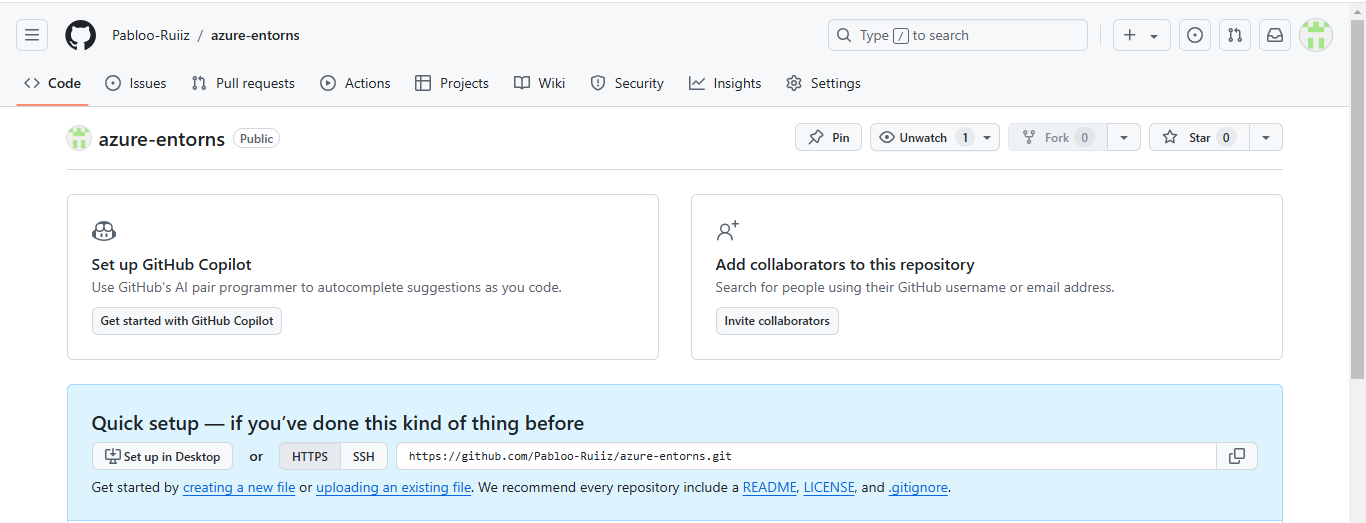 Pabloo-Ruiiz / azure-entorns
Type / to search
Code Issues Pull requests Actions Projects Wiki Security Insights Settings
azure-entorns Public
Pin Unwatch 1 Fork 0 Star 0
Set up GitHub Copilot
Use GitHub's AI pair programmer to autocomplete suggestions as you code.
Get started with GitHub Copilot
Add collaborators to this repository
Search for people using their GitHub username or email address.
Invite collaborators
Quick setup — if you’ve done this kind of thing before
Set up in Desktop or HTTPS SSH https://github.com/Pabloo-Ruiiz/azure-entorns.git
Get started by creating a new file or uploading an existing file. We recommend every repository include a README, LICENSE, and .gitignore.